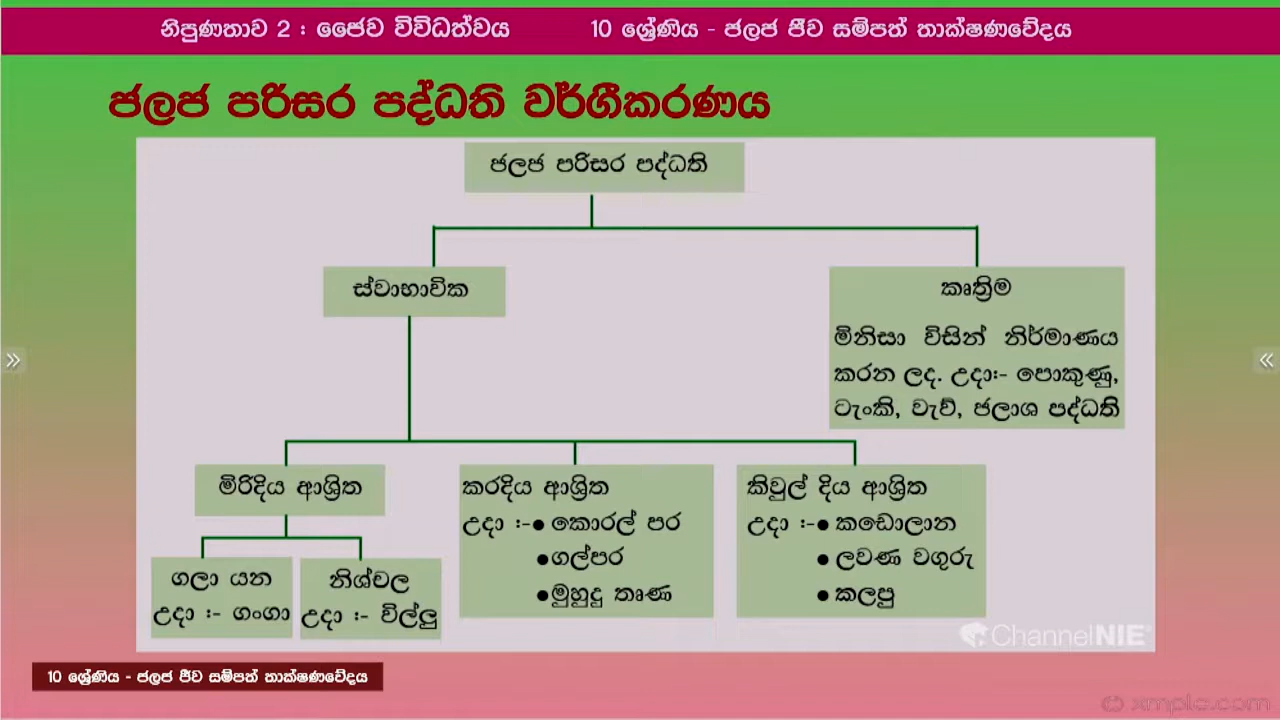 නිපුණතාව 2 : ජෛව විවිධත්වය
10 ශ්‍රේණිය - ජලජ ජීව සම්පත් තාක්ෂණවේදය
ජලජ පරිසර පද්ධති වර්ගීකරණය
ජලජ පරිසර පද්ධති
ස්වාභාවික
කෘත්‍රිම
මිනිසා විසින් නිර්මාණය
කරන ලද. උදා:- පොකුණු,
ටැංකි, වැව්, ජලාශ පද්ධති
මිරිදිය ආශ්‍රිත
ගලා යන
උදා :- ගංගා
නිශ්චල
උදා :- විල්ලු
කරදිය ආශ්‍රිත
උදා :-● කොරල් පර
●ගල්පර
●මුහුදු තෘණ
කිවුල් දිය ආශ්‍රිත
උදා :-● කඩොලාන
● ලවණ වගුරු
● කලපු
ChannelNIE
10 ශ්‍රේණිය - ජලජ ජීව සම්පත් තාක්ෂණවේදය
© xmplc.com